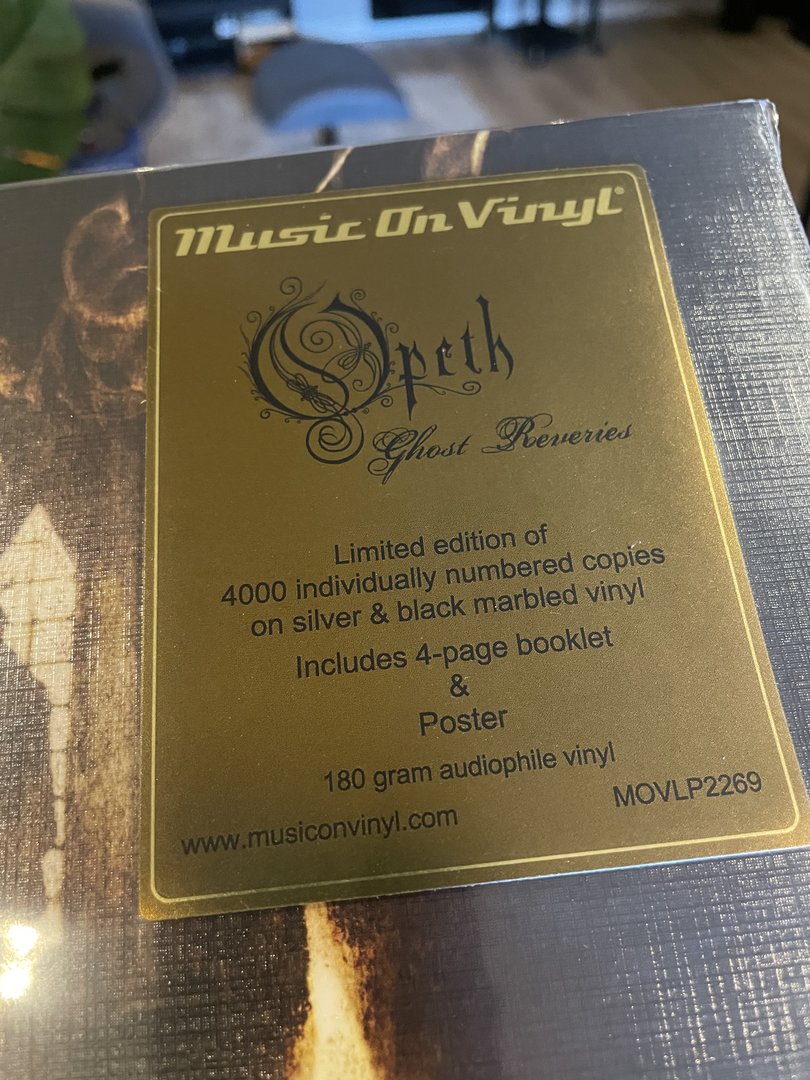 Music On Vinyl®
Opeth
Ghost Reveries
Limited edition of
4000 individually numbered copies
on silver & black marbled vinyl
Includes 4-page booklet
&
Poster
180 gram audiophile vinyl
www.musiconvinyl.com MOVLP2269